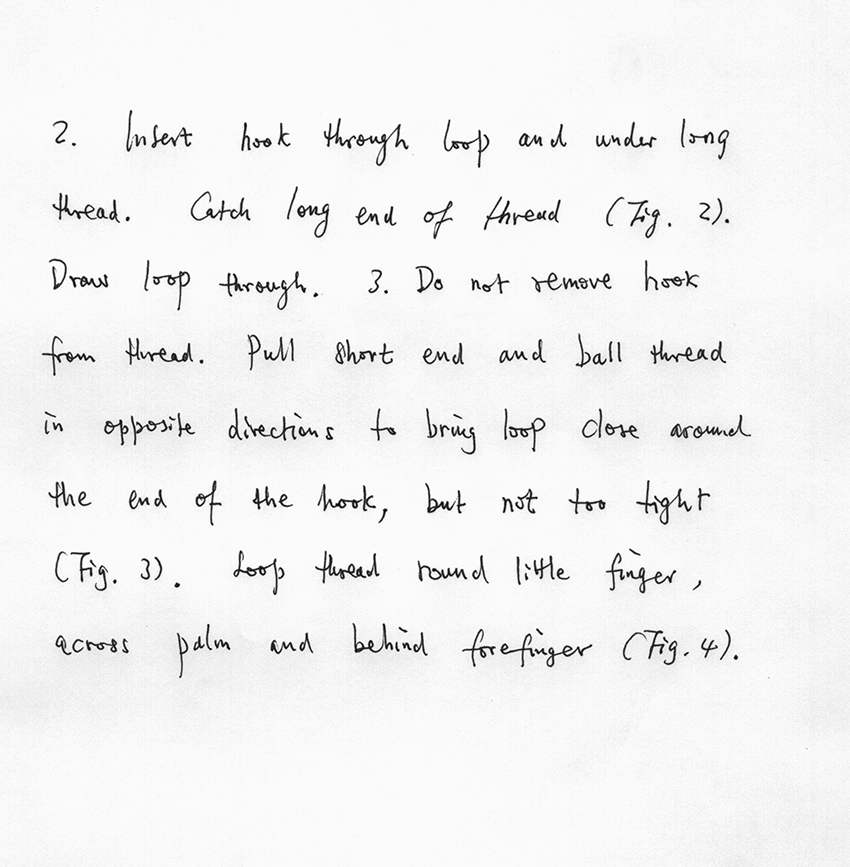 2. Insert hook through loop and under long
thread. Catch long end of thread (Fig. 2).
Draw loop through. 3. Do not remove hook
from thread. Pull short end and ball thread
in opposite directions to bring loop close around
the end of the hook, but not too tight
(Fig. 3). Loop thread round little finger,
across palm and behind forefinger (Fig. 4).